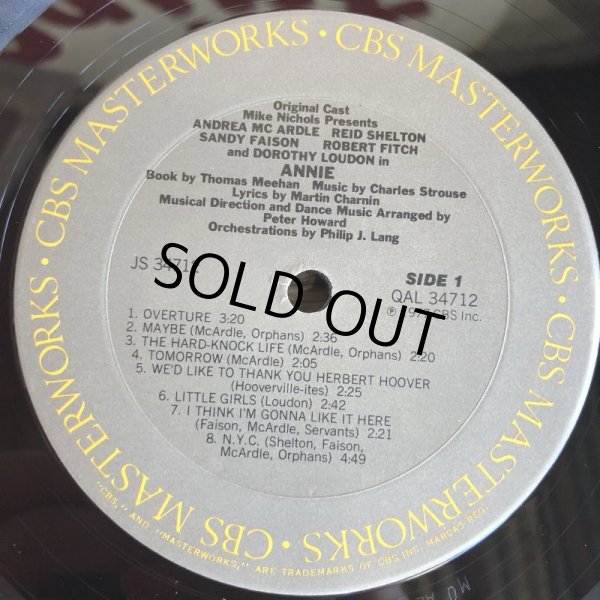 CBS MASTERWORKS · CBS MASTERWORKS · CBS MASTERWORKS · CBS MASTERWORKS ·
Original Cast
Mike Nichols Presents
ANDREA MC ARDLE REID SHELTON
SANDY FAISON ROBERT FITCH
and DOROTHY LOUDON in
ANNIE
Book by Thomas Meehan Music by Charles Strouse
Lyrics by Martin Charnin
Musical Direction and Dance Music Arranged by
Peter Howard
Orchestrations by Philip J. Lang
JS 34712
SIDE 1
QAL 34712
SOLD OUT
℗ 1977 CBS Inc.
1. OVERTURE 3:20
2. MAYBE (McArdle, Orphans) 2:36
3. THE HARD-KNOCK LIFE (McArdle, Orphans) 2:20
4. TOMORROW (McArdle) 2:05
5. WE'D LIKE TO THANK YOU HERBERT HOOVER
(Hooverville-ites) 2:25
6. LITTLE GIRLS (Loudon) 2:42
7. I THINK I'M GONNA LIKE IT HERE
(Faison, McArdle, Servants) 2:21
8. N.Y.C. (Shelton, Faison,
McArdle, Orphans) 4:49
"CBS," AND "MASTERWORKS," ARE TRADEMARKS OF CBS INC. MARCAS REG.